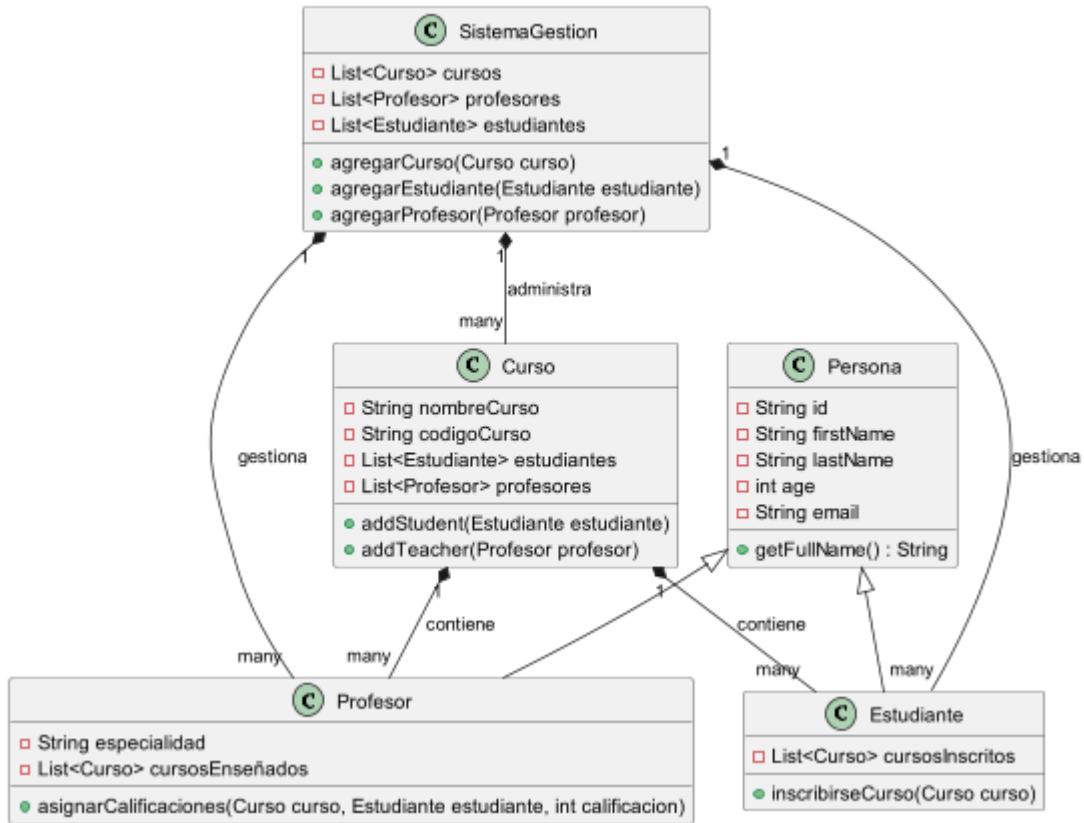 C SistemaGestion
List<Curso> cursos
List<Profesor> profesores
List<Estudiante> estudiantes
agregarCurso(Curso curso)
agregarEstudiante(Estudiante estudiante)
agregarProfesor(Profesor profesor)
1
1
1
administra
many
C Curso
String nombreCurso
String codigoCurso
List<Estudiante> estudiantes
List<Profesor> profesores
addStudent(Estudiante estudiante)
addTeacher(Profesor profesor)
C Persona
String id
String firstName
String lastName
int age
String email
getFullName() : String
gestiona
gestiona
1
1
contiene
contiene
many
many
many
many
C Profesor
String especialidad
List<Curso> cursosEnseñados
asignarCalificaciones(Curso curso, Estudiante estudiante, int calificacion)
C Estudiante
List<Curso> cursosInscritos
inscribirseCurso(Curso curso)